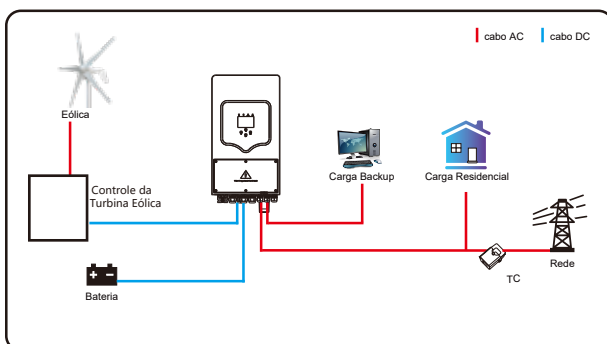 cabo AC
cabo DC
Eólica
Controle da
Turbina Eólica
Bateria
Carga Backup
Carga Residencial
TC
Rede